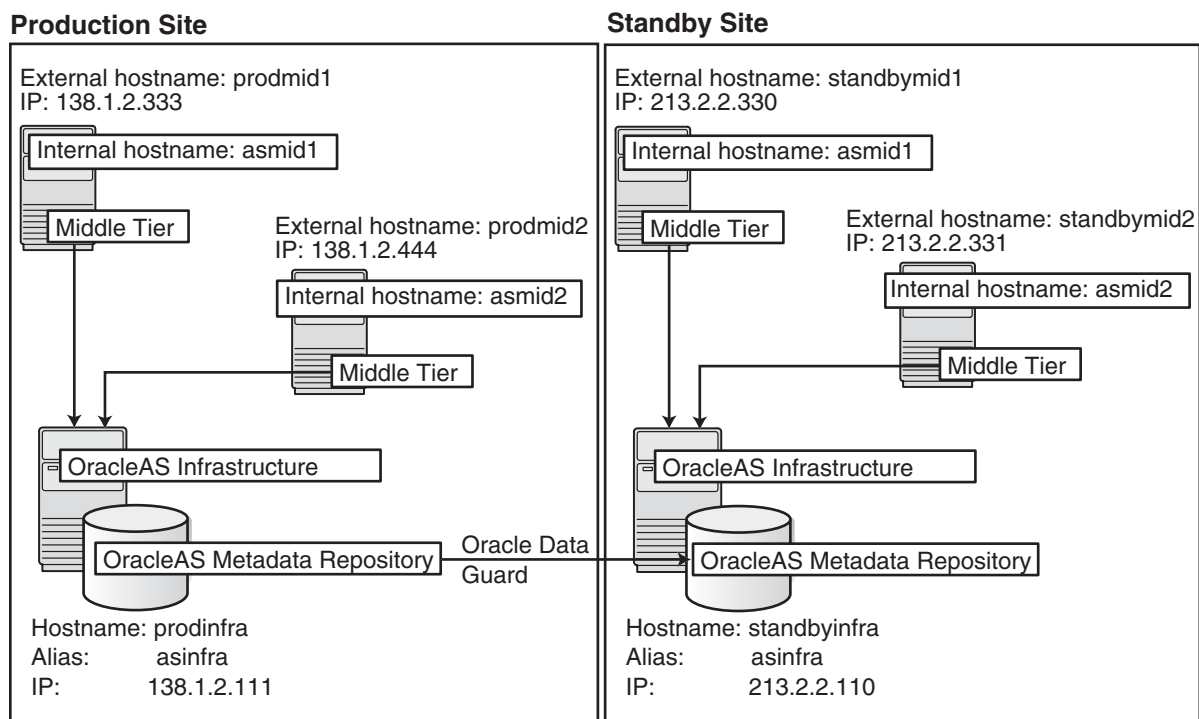 Production Site
External hostname: prodmid1
IP: 138.1.2.333
Internal hostname: asmid1
Middle Tier
External hostname: prodmid2
IP: 138.1.2.444
Internal hostname: asmid2
Middle Tier
OracleAS Infrastructure
OracleAS Metadata Repository
Oracle Data
Guard
Hostname: prodinfra
Alias: asinfra
IP: 138.1.2.111
Standby Site
External hostname: standbymid1
IP: 213.2.2.330
Internal hostname: asmid1
Middle Tier
External hostname: standbymid2
IP: 213.2.2.331
Internal hostname: asmid2
Middle Tier
OracleAS Infrastructure
OracleAS Metadata Repository
Hostname: standbyinfra
Alias: asinfra
IP: 213.2.2.110